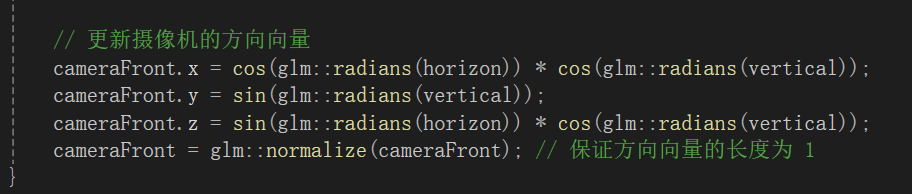 // 更新摄像机的方向向量
cameraFront.x = cos(glm::radians(horizon)) * cos(glm::radians(vertical));
cameraFront.y = sin(glm::radians(vertical));
cameraFront.z = sin(glm::radians(horizon)) * cos(glm::radians(vertical));
cameraFront = glm::normalize(cameraFront); // 保证方向向量的长度为 1
}